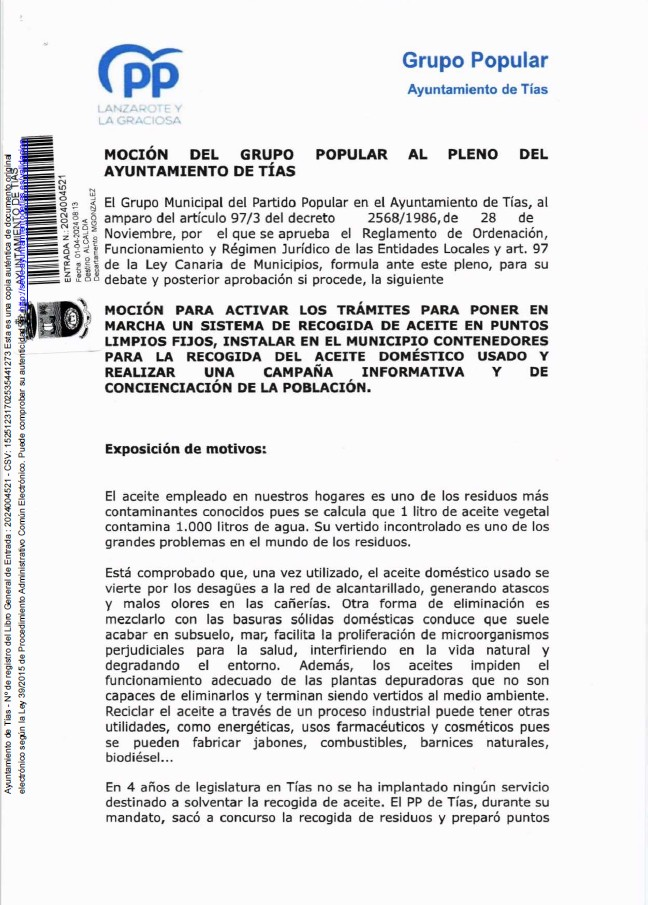 PP
LANZAROTE Y
LA GRACIOSA
Grupo Popular
Ayuntamiento de Tías
MOCIÓN DEL GRUPO POPULAR AL PLENO DEL
AYUNTAMIENTO DE TÍAS
El Grupo Municipal del Partido Popular en el Ayuntamiento de Tías, al
amparo del artículo 97/3 del decreto 2568/1986, de 28 de
Noviembre, por el que se aprueba el Reglamento de Ordenación,
Funcionamiento y Régimen Jurídico de las Entidades Locales y art. 97
de la Ley Canaria de Municipios, formula ante este pleno, para su
debate y posterior aprobación si procede, la siguiente
MOCIÓN PARA ACTIVAR LOS TRÁMITES PARA PONER EN
MARCHA UN SISTEMA DE RECOGIDA DE ACEITE EN PUNTOS
LIMPIOS FIJOS, INSTALAR EN EL MUNICIPIO CONTENEDORES
PARA LA RECOGIDA DEL ACEITE DOMÉSTICO USADO Y
REALIZAR UNA CAMPAÑA INFORMATIVA Y DE
CONCIENCIACIÓN DE LA POBLACIÓN.
Exposición de motivos:
El aceite empleado en nuestros hogares es uno de los residuos más
contaminantes conocidos pues se calcula que 1 litro de aceite vegetal
contamina 1.000 litros de agua. Su vertido incontrolado es uno de los
grandes problemas en el mundo de los residuos.
Está comprobado que, una vez utilizado, el aceite doméstico usado se
vierte por los desagües a la red de alcantarillado, generando atascos
y malos olores en las cañerías. Otra forma de eliminación es
mezclarlo con las basuras sólidas domésticas conduce que suele
acabar en subsuelo, mar, facilita la proliferación de microorganismos
perjudiciales para la salud, interfiriendo en la vida natural y
degradando el entorno. Además, los aceites impiden el
funcionamiento adecuado de las plantas depuradoras que no son
capaces de eliminarlos y terminan siendo vertidos al medio ambiente.
Reciclar el aceite a través de un proceso industrial puede tener otras
utilidades, como energéticas, usos farmacéuticos y cosméticos pues
se pueden fabricar jabones, combustibles, barnices naturales,
biodiésel...
En 4 años de legislatura en Tías no se ha implantado ningún servicio
destinado a solventar la recogida de aceite. El PP de Tías, durante su
mandato, sacó a concurso la recogida de residuos y preparó puntos
AYUNTAMIENTO DE TÍAS
ENTRADA N.: 2024004521
Fecha: 01-04-2024 08:13
Destino: ALCALDIA
Departamento: MGONZALEZ
Ayuntamiento de Tías - Nº de registro del Libro General de Entrada : 2024004521 - CSV: 15251231702535441273 Esta es una copia auténtica de documento original
electrónico según la Ley 39/2015 de Procedimiento Administrativo Común Electrónico. Puede comprobar su autenticidad